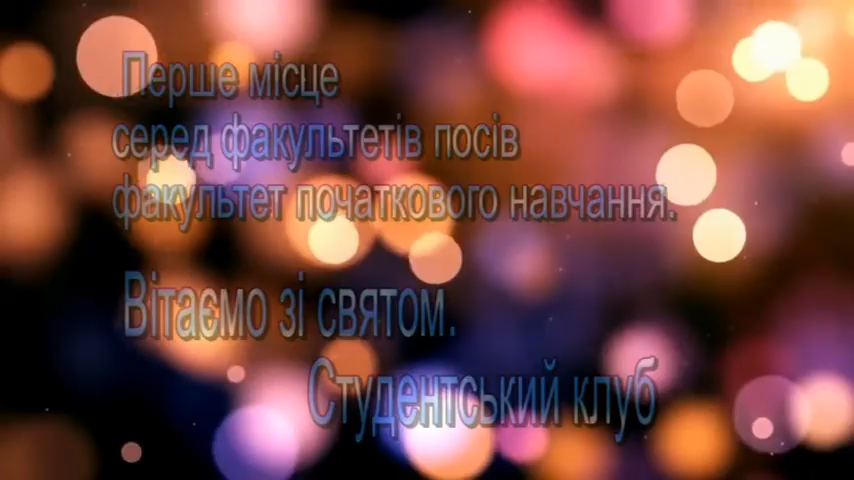 Перше місце
серед факультетів посів
факультет початкового навчання.
Вітаємо зі святом.
Студентський клуб